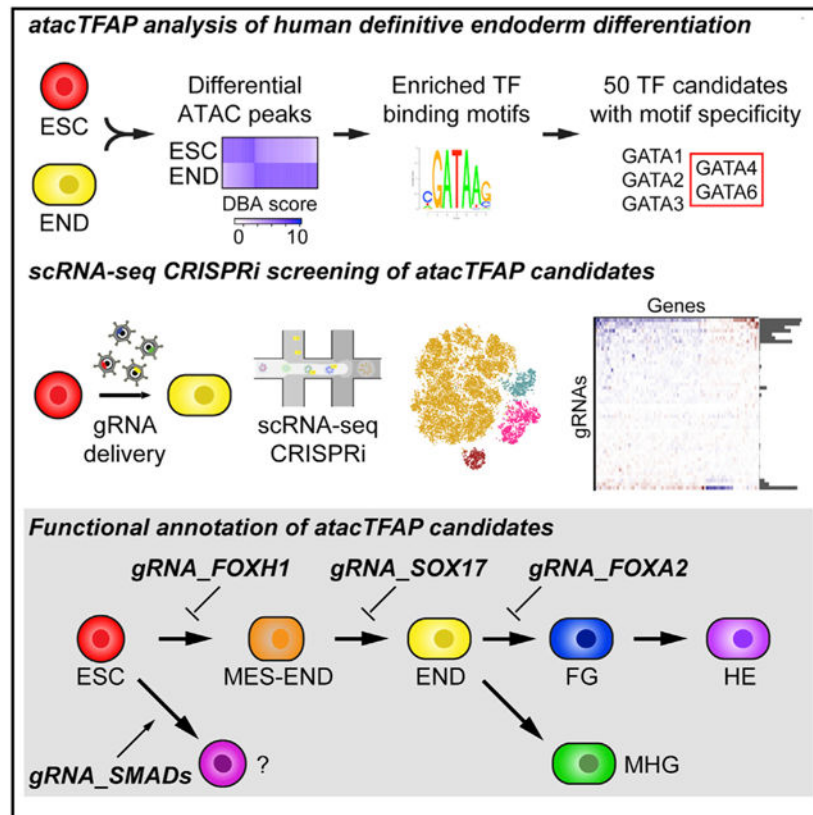 atacTFAP analysis of human definitive endoderm differentiation
ESC
END
Differential
ATAC peaks
ESC
END
DBA score
0 10
Enriched TF
binding motifs
GATAAG
50 TF candidates
with motif specificity
GATA1
GATA2
GATA3
GATA4
GATA6
scRNA-seq CRISPRi screening of atacTFAP candidates
gRNA
delivery
scRNA-seq
CRISPRi
Genes
gRNAs
Functional annotation of atacTFAP candidates
gRNA_FOXH1
gRNA_SOX17
gRNA_FOXA2
ESC
MES-END
END
FG
HE
gRNA_SMADs
?
MHG